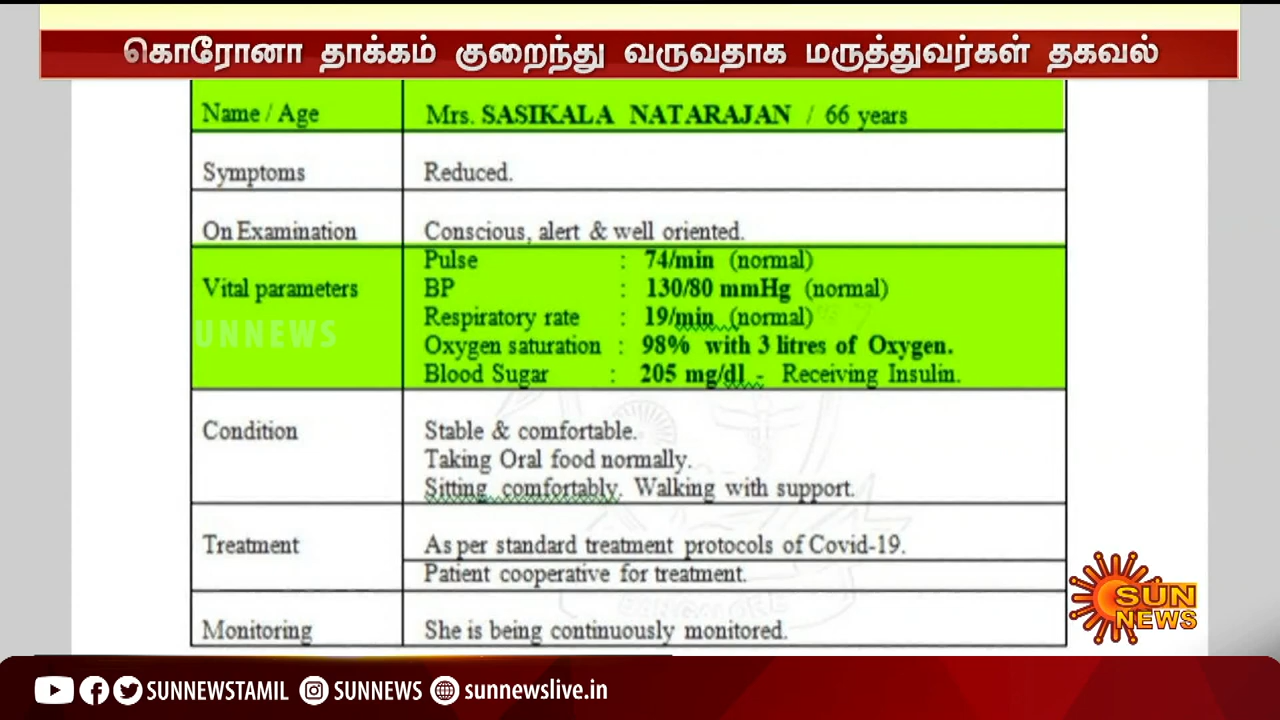 கொரோனா தாக்கம் குறைந்து வருவதாக மருத்துவர்கள் தகவல்
Name / Age Mrs. SASIKALA NATARAJAN / 66 years
Symptoms Reduced.
On Examination Conscious, alert & well oriented.
Vital parameters
Pulse : 74/min (normal)
BP : 130/80 mmHg (normal)
Respiratory rate : 19/min (normal)
Oxygen saturation : 98% with 3 litres of Oxygen.
Blood Sugar : 205 mg/dl - Receiving Insulin.
SUNNEWS
Condition Stable & comfortable.
Taking Oral food normally.
Sitting comfortably. Walking with support.
Treatment As per standard treatment protocols of Covid-19.
Patient cooperative for treatment.
BANGALORE
Monitoring She is being continuously monitored.
SUN
NEWS
SUNNEWSTAMIL SUNNEWS sunnewslive.in